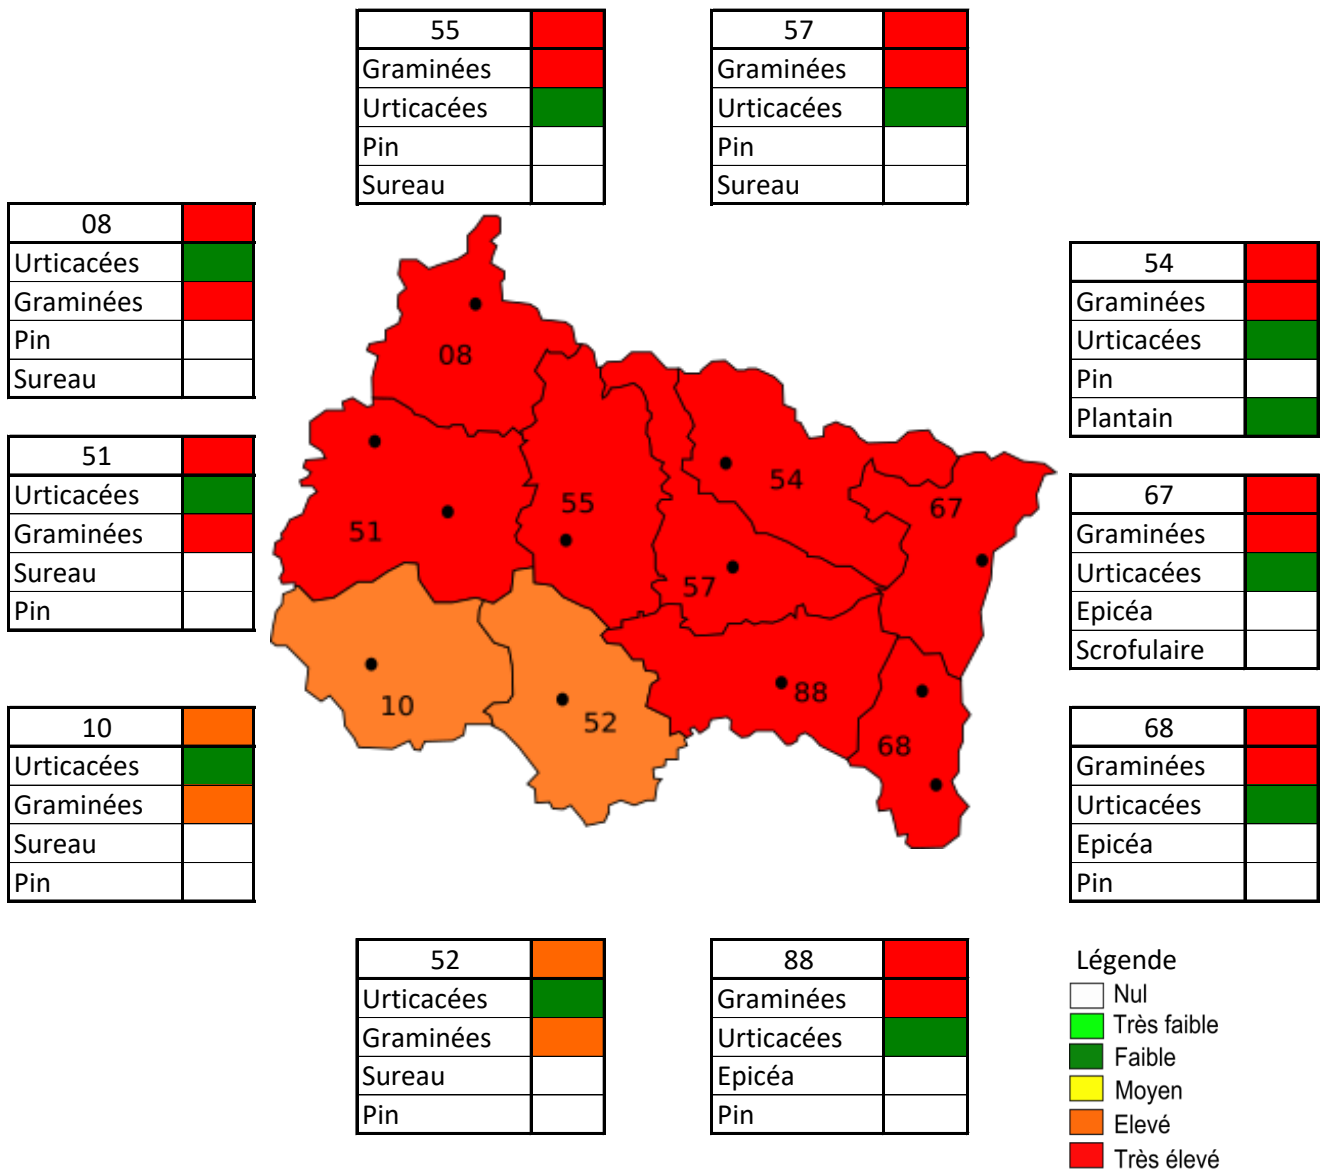 55
Graminées
Urticacées
Pin
Sureau
57
Graminées
Urticacées
Pin
Sureau
08
Urticacées
Graminées
Pin
Sureau
51
Urticacées
Graminées
Sureau
Pin
10
Urticacées
Graminées
Sureau
Pin
08
51
55
54
67
57
10
52
88
68
54
Graminées
Urticacées
Pin
Plantain
67
Graminées
Urticacées
Epicéa
Scrofulaire
68
Graminées
Urticacées
Epicéa
Pin
52
Urticacées
Graminées
Sureau
Pin
88
Graminées
Urticacées
Epicéa
Pin
Légende
Nul
Très faible
Faible
Moyen
Elevé
Très élevé